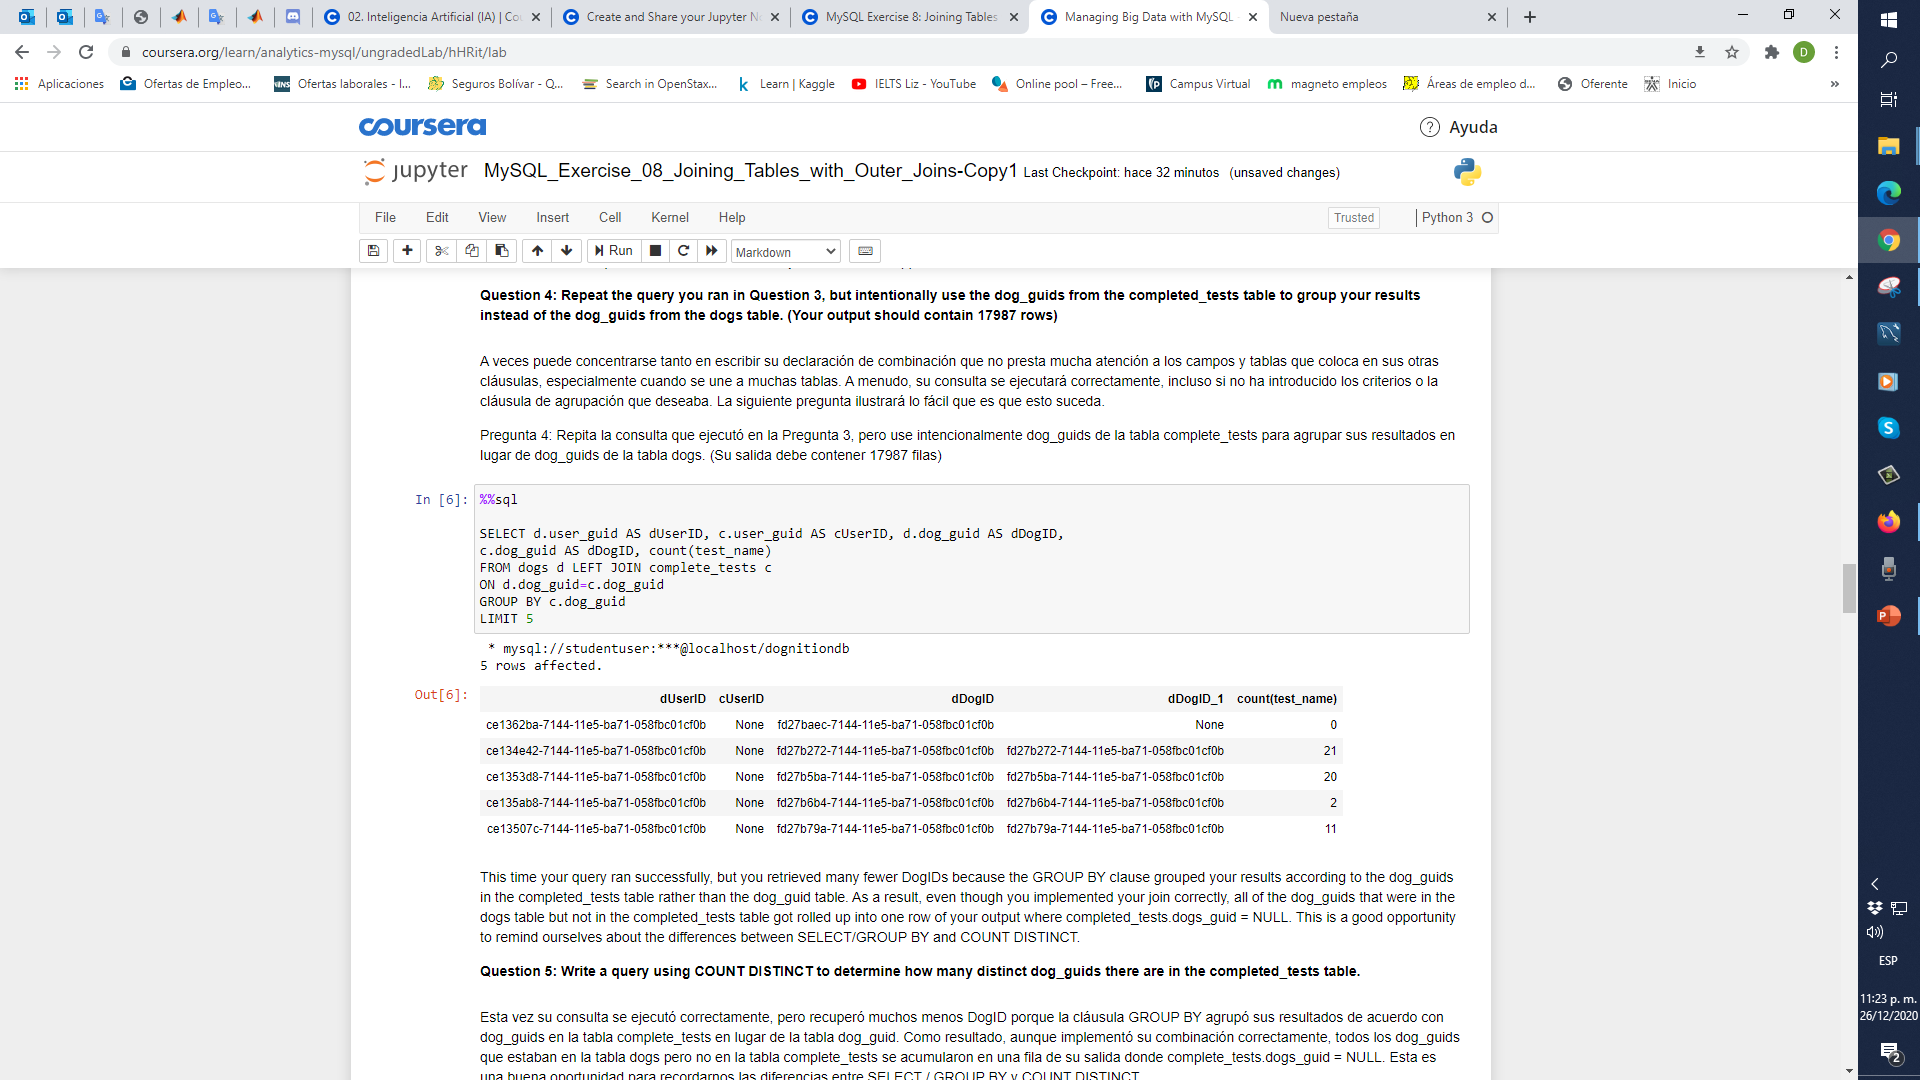 02. Inteligencia Artificial (IA) | Co
Create and Share your Jupyter N
MySQL Exercise 8: Joining Tables
Managing Big Data with MySQL
Nueva pestaña
coursera.org/learn/analytics-mysql/ungradedLab/hHRit/lab
D
Aplicaciones
Ofertas de Empleo...
Ofertas laborales - I...
Seguros Bolívar - Q...
Search in OpenStax...
Learn | Kaggle
IELTS Liz - YouTube
Online pool – Free...
Campus Virtual
magneto empleos
Áreas de empleo d...
Oferente
Inicio
»
coursera
Ayuda
jupyter MySQL_Exercise_08_Joining_Tables_with_Outer_Joins-Copy1 Last Checkpoint: hace 32 minutos (unsaved changes)
File Edit View Insert Cell Kernel Help
Trusted
Python 3
Run
Markdown
Question 4: Repeat the query you ran in Question 3, but intentionally use the dog_guids from the completed_tests table to group your results
instead of the dog_guids from the dogs table. (Your output should contain 17987 rows)
A veces puede concentrarse tanto en escribir su declaración de combinación que no presta mucha atención a los campos y tablas que coloca en sus otras
cláusulas, especialmente cuando se une a muchas tablas. A menudo, su consulta se ejecutará correctamente, incluso si no ha introducido los criterios o la
cláusula de agrupación que deseaba. La siguiente pregunta ilustrará lo fácil que es que esto suceda.
Pregunta 4: Repita la consulta que ejecutó en la Pregunta 3, pero use intencionalmente dog_guids de la tabla complete_tests para agrupar sus resultados en
lugar de dog_guids de la tabla dogs. (Su salida debe contener 17987 filas)
In [6]:
%%sql
SELECT d.user_guid AS dUserID, c.user_guid AS cUserID, d.dog_guid AS dDogID,
c.dog_guid AS dDogID, count(test_name)
FROM dogs d LEFT JOIN complete_tests c
ON d.dog_guid=c.dog_guid
GROUP BY c.dog_guid
LIMIT 5
* mysql://studentuser:***@localhost/dognitiondb
5 rows affected.
Out[6]:
dUserID cUserID dDogID dDogID_1 count(test_name)
ce1362ba-7144-11e5-ba71-058fbc01cf0b None fd27baec-7144-11e5-ba71-058fbc01cf0b None 0
ce134e42-7144-11e5-ba71-058fbc01cf0b None fd27b272-7144-11e5-ba71-058fbc01cf0b fd27b272-7144-11e5-ba71-058fbc01cf0b 21
ce1353d8-7144-11e5-ba71-058fbc01cf0b None fd27b5ba-7144-11e5-ba71-058fbc01cf0b fd27b5ba-7144-11e5-ba71-058fbc01cf0b 20
ce135ab8-7144-11e5-ba71-058fbc01cf0b None fd27b6b4-7144-11e5-ba71-058fbc01cf0b fd27b6b4-7144-11e5-ba71-058fbc01cf0b 2
ce13507c-7144-11e5-ba71-058fbc01cf0b None fd27b79a-7144-11e5-ba71-058fbc01cf0b fd27b79a-7144-11e5-ba71-058fbc01cf0b 11
This time your query ran successfully, but you retrieved many fewer DogIDs because the GROUP BY clause grouped your results according to the dog_guids
in the completed_tests table rather than the dog_guid table. As a result, even though you implemented your join correctly, all of the dog_guids that were in the
dogs table but not in the completed_tests table got rolled up into one row of your output where completed_tests.dogs_guid = NULL. This is a good opportunity
to remind ourselves about the differences between SELECT/GROUP BY and COUNT DISTINCT.
Question 5: Write a query using COUNT DISTINCT to determine how many distinct dog_guids there are in the completed_tests table.
Esta vez su consulta se ejecutó correctamente, pero recuperó muchos menos DogID porque la cláusula GROUP BY agrupó sus resultados de acuerdo con
dog_guids en la tabla complete_tests en lugar de la tabla dog_guid. Como resultado, aunque implementó su combinación correctamente, todos los dog_guids
que estaban en la tabla dogs pero no en la tabla complete_tests se acumularon en una fila de su salida donde complete_tests.dogs_guid = NULL. Esta es
una buena oportunidad para recordarnos las diferencias entre SELECT / GROUP BY y COUNT DISTINCT.
ESP
11:23 p. m.
26/12/2020
2